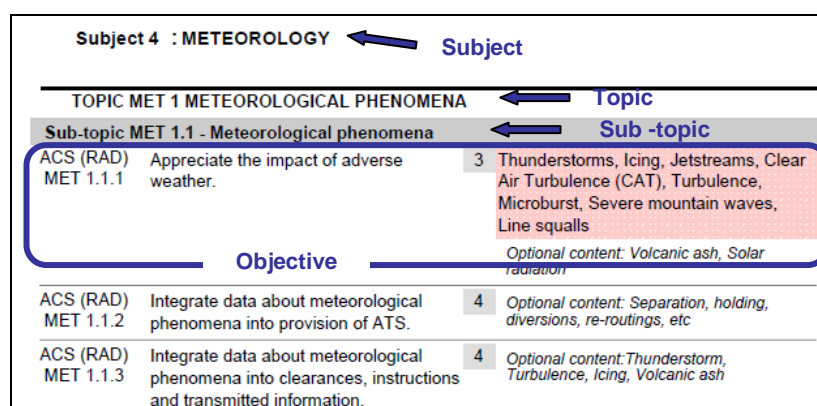 Subject 4 : METEOROLOGY
Subject
TOPIC MET 1 METEOROLOGICAL PHENOMENA
Topic
Sub-topic MET 1.1 - Meteorological phenomena
Sub -topic
ACS (RAD) Appreciate the impact of adverse 3 Thunderstorms, Icing, Jetstreams, Clear
MET 1.1.1 weather. Air Turbulence (CAT), Turbulence,
Microburst, Severe mountain waves,
Line squalls
Optional content: Volcanic ash, Solar
radiation
Objective
ACS (RAD) Integrate data about meteorological 4 Optional content: Separation, holding,
MET 1.1.2 phenomena into provision of ATS. diversions, re-routings, etc
ACS (RAD) Integrate data about meteorological 4 Optional content:Thunderstorm,
MET 1.1.3 phenomena into clearances, instructions Turbulence, Icing, Volcanic ash
and transmitted information.